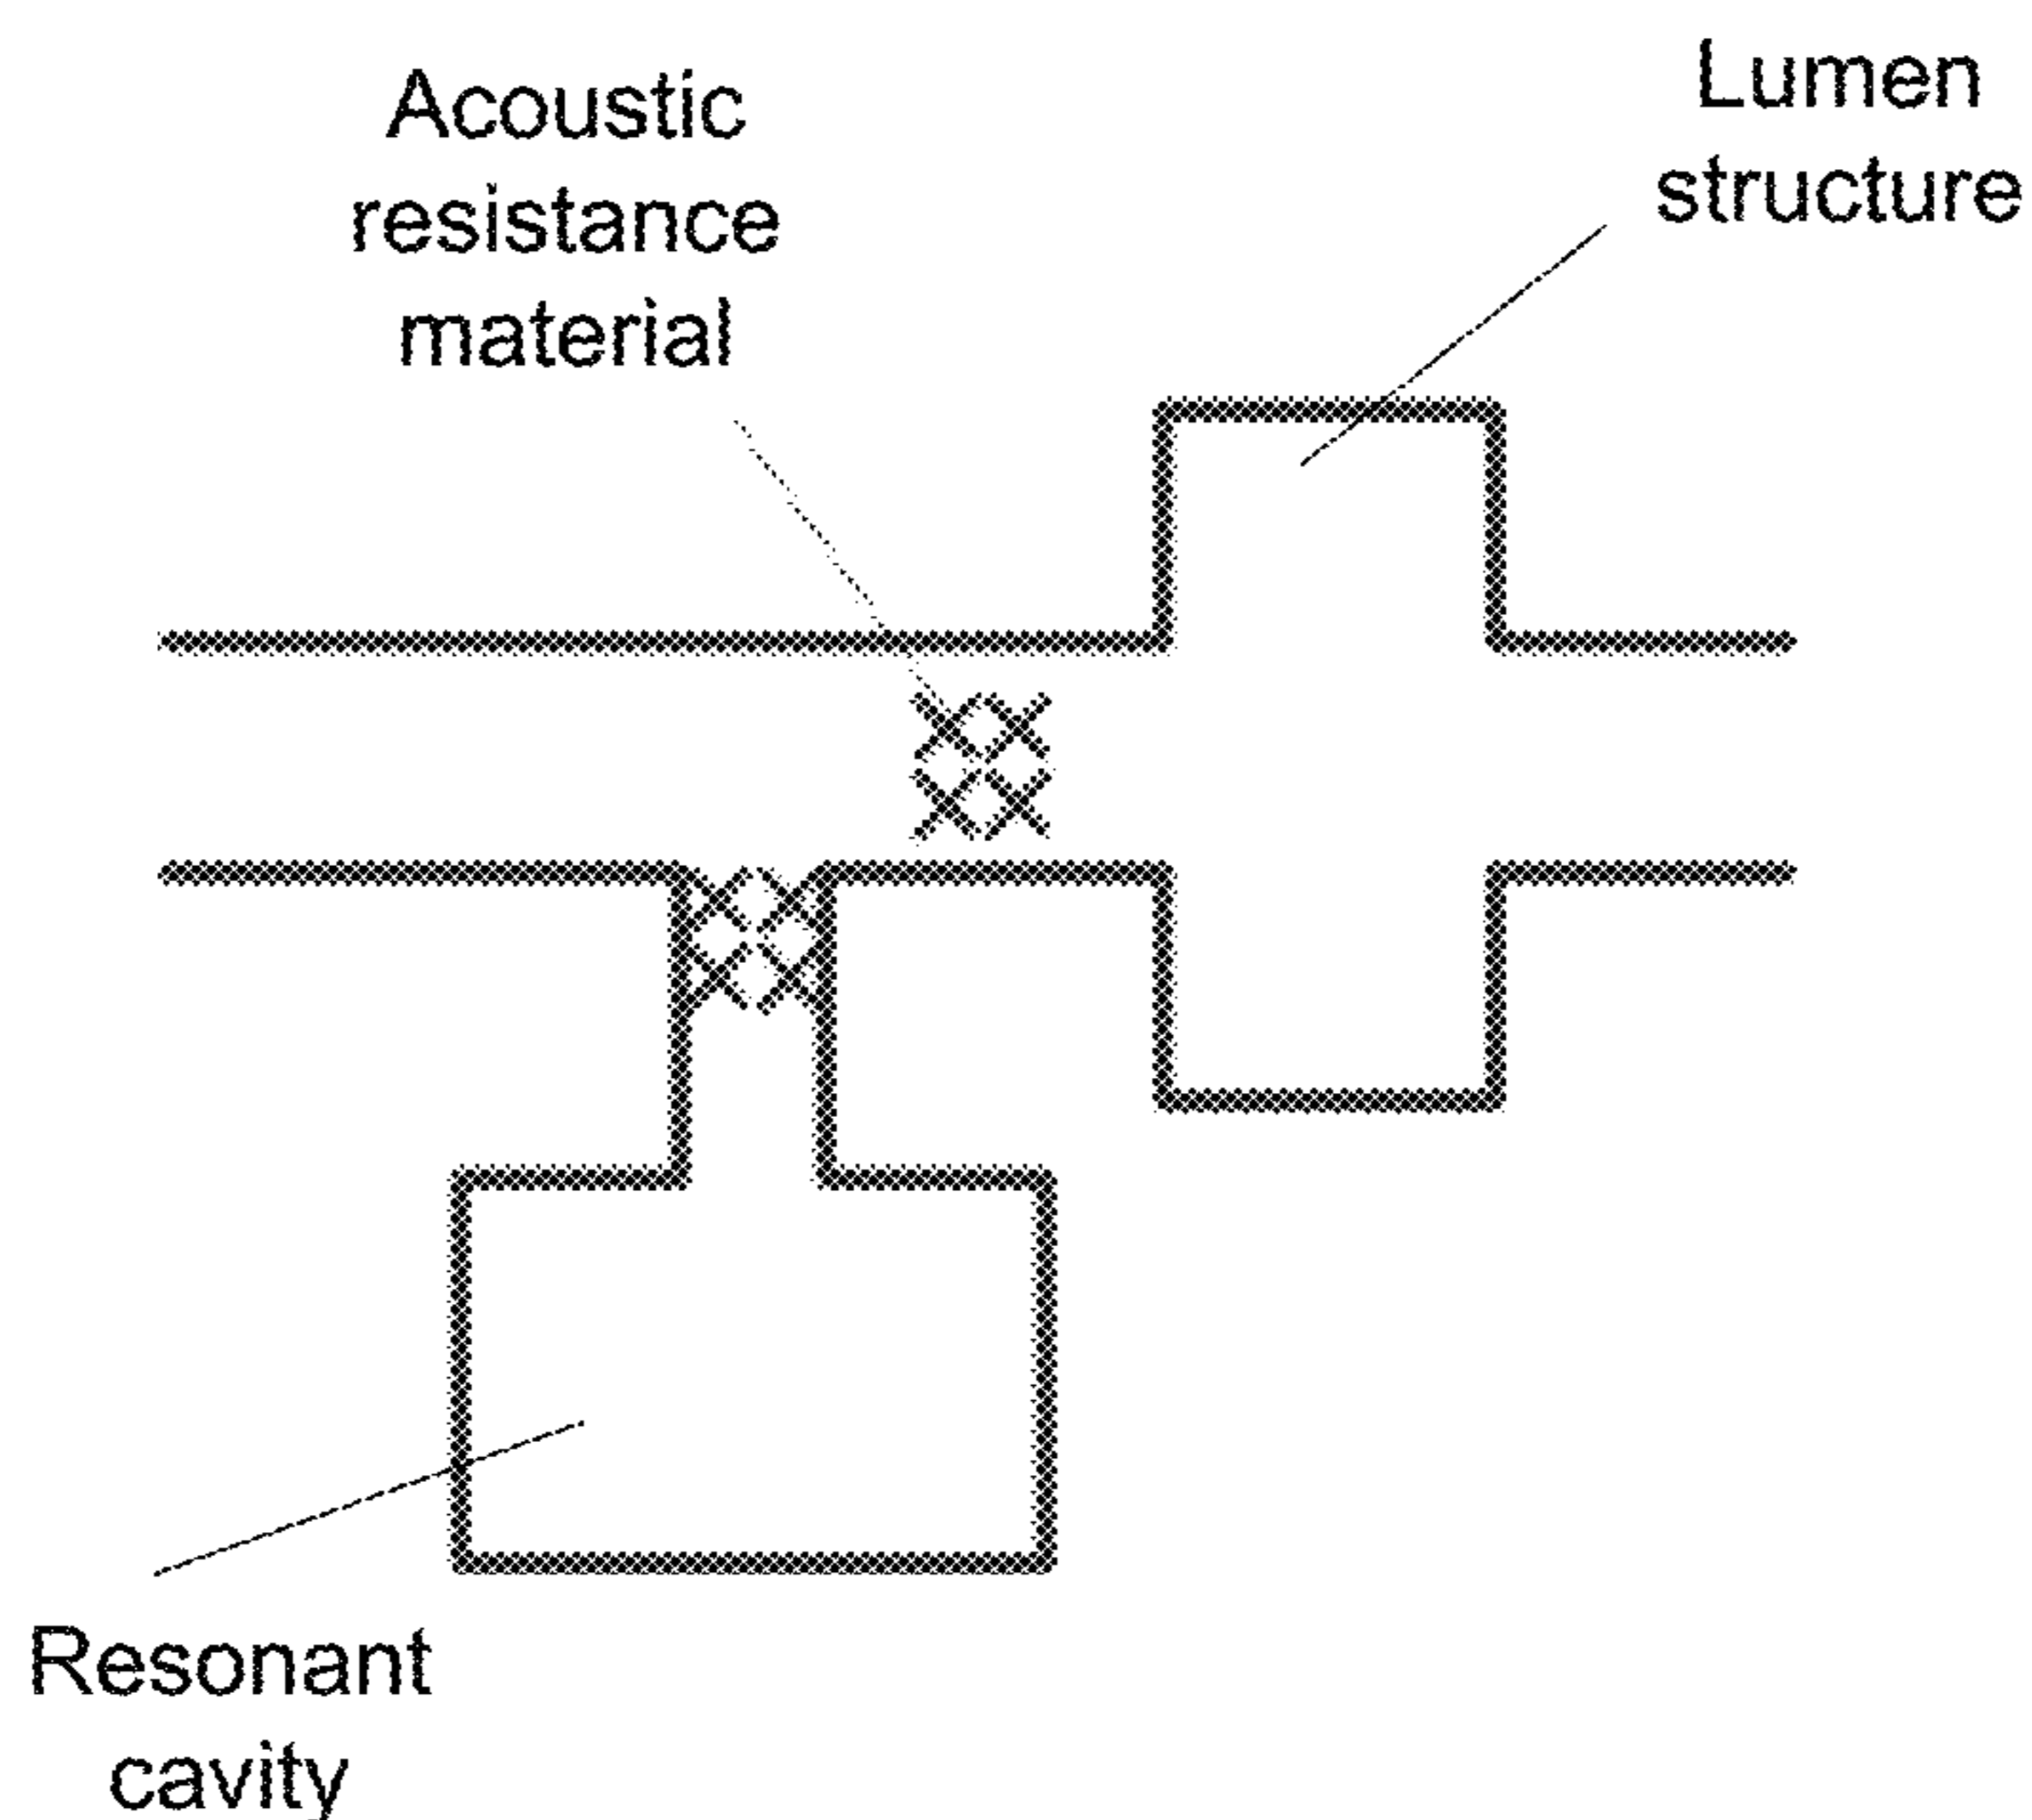 Acoustic
resistance
material
Lumen
structure
Resonant
cavity